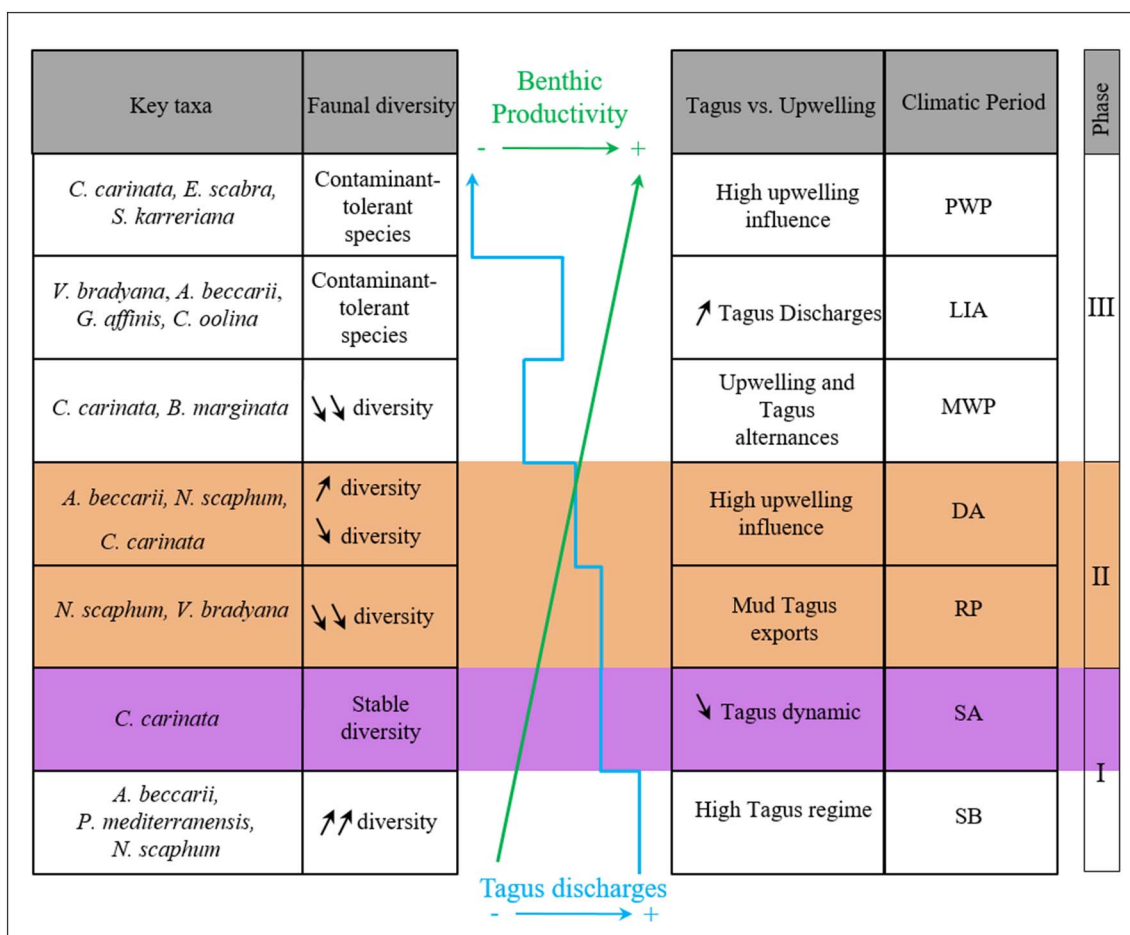 Key taxa
Faunal diversity
Benthic
Productivity
- +
Tagus vs. Upwelling
Climatic Period
Phase
C. carinata, E. scabra,
S. karreriana
Contaminant-
tolerant
species
High upwelling
influence
PWP
V. bradyana, A. beccarii,
G. affinis, C. oolina
Contaminant-
tolerant
species
↗ Tagus Discharges
LIA
III
C. carinata, B. marginata
↘↘ diversity
Upwelling and
Tagus
alternances
MWP
A. beccarii, N. scaphum,
C. carinata
↗ diversity
↘ diversity
High upwelling
influence
DA
II
N. scaphum, V. bradyana
↘↘ diversity
Mud Tagus
exports
RP
C. carinata
Stable
diversity
↘ Tagus dynamic
SA
I
A. beccarii,
P. mediterranensis,
N. scaphum
↗↗ diversity
High Tagus regime
SB
Tagus discharges
- +